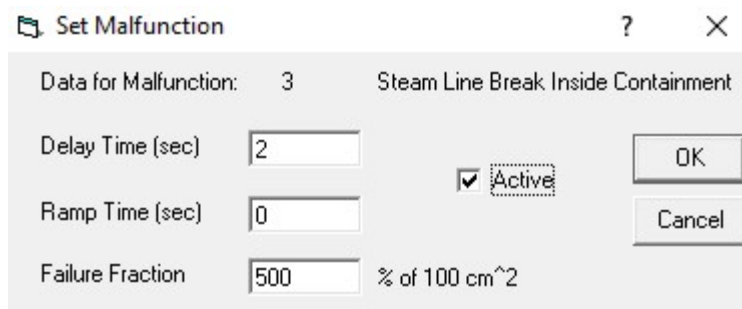 Set Malfunction ? ×
Data for Malfunction: 3 Steam Line Break Inside Containment
Delay Time (sec) 2
Active
OK
Ramp Time (sec) 0
Cancel
Failure Fraction 500 % of 100 cm^2